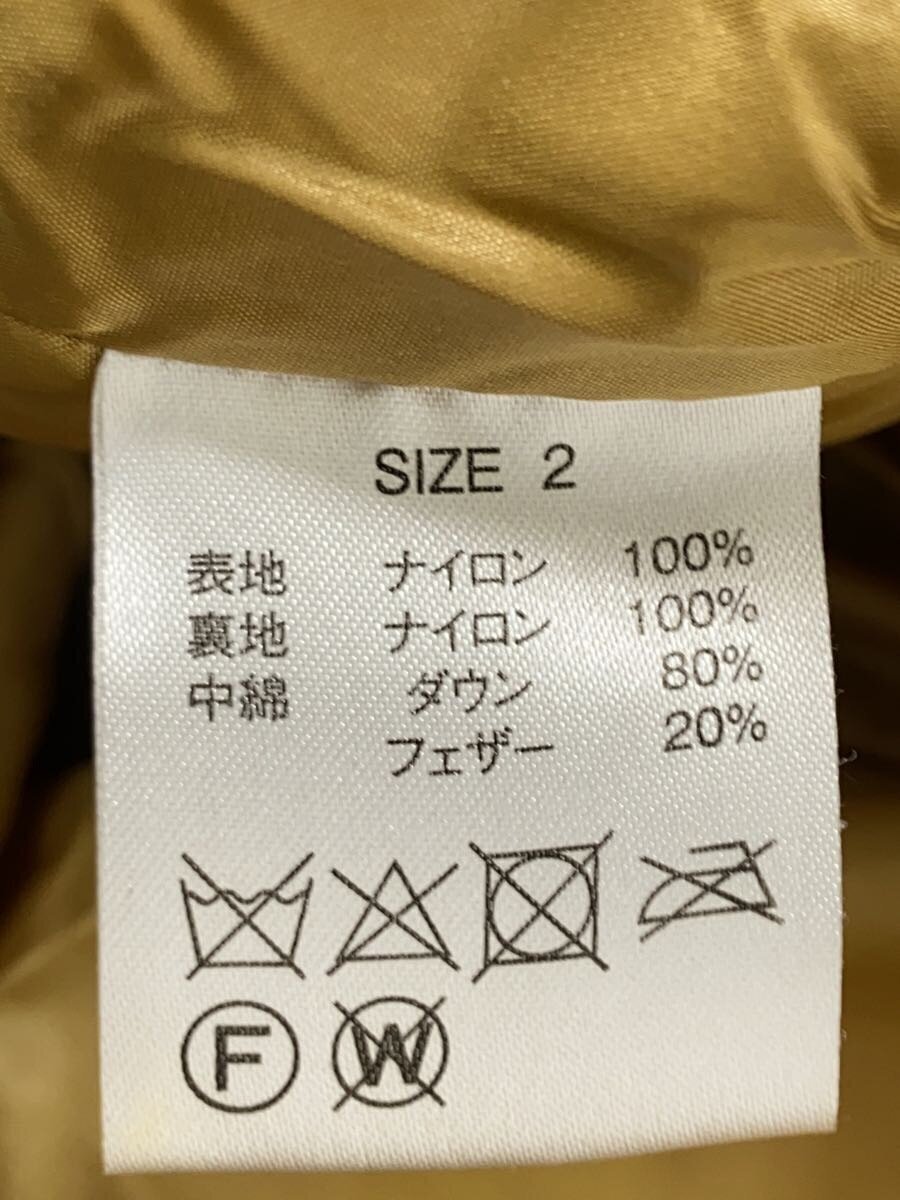 SIZE 2
表地 ナイロン 100%
裏地 ナイロン 100%
中綿 ダウン 80%
フェザー 20%
F W